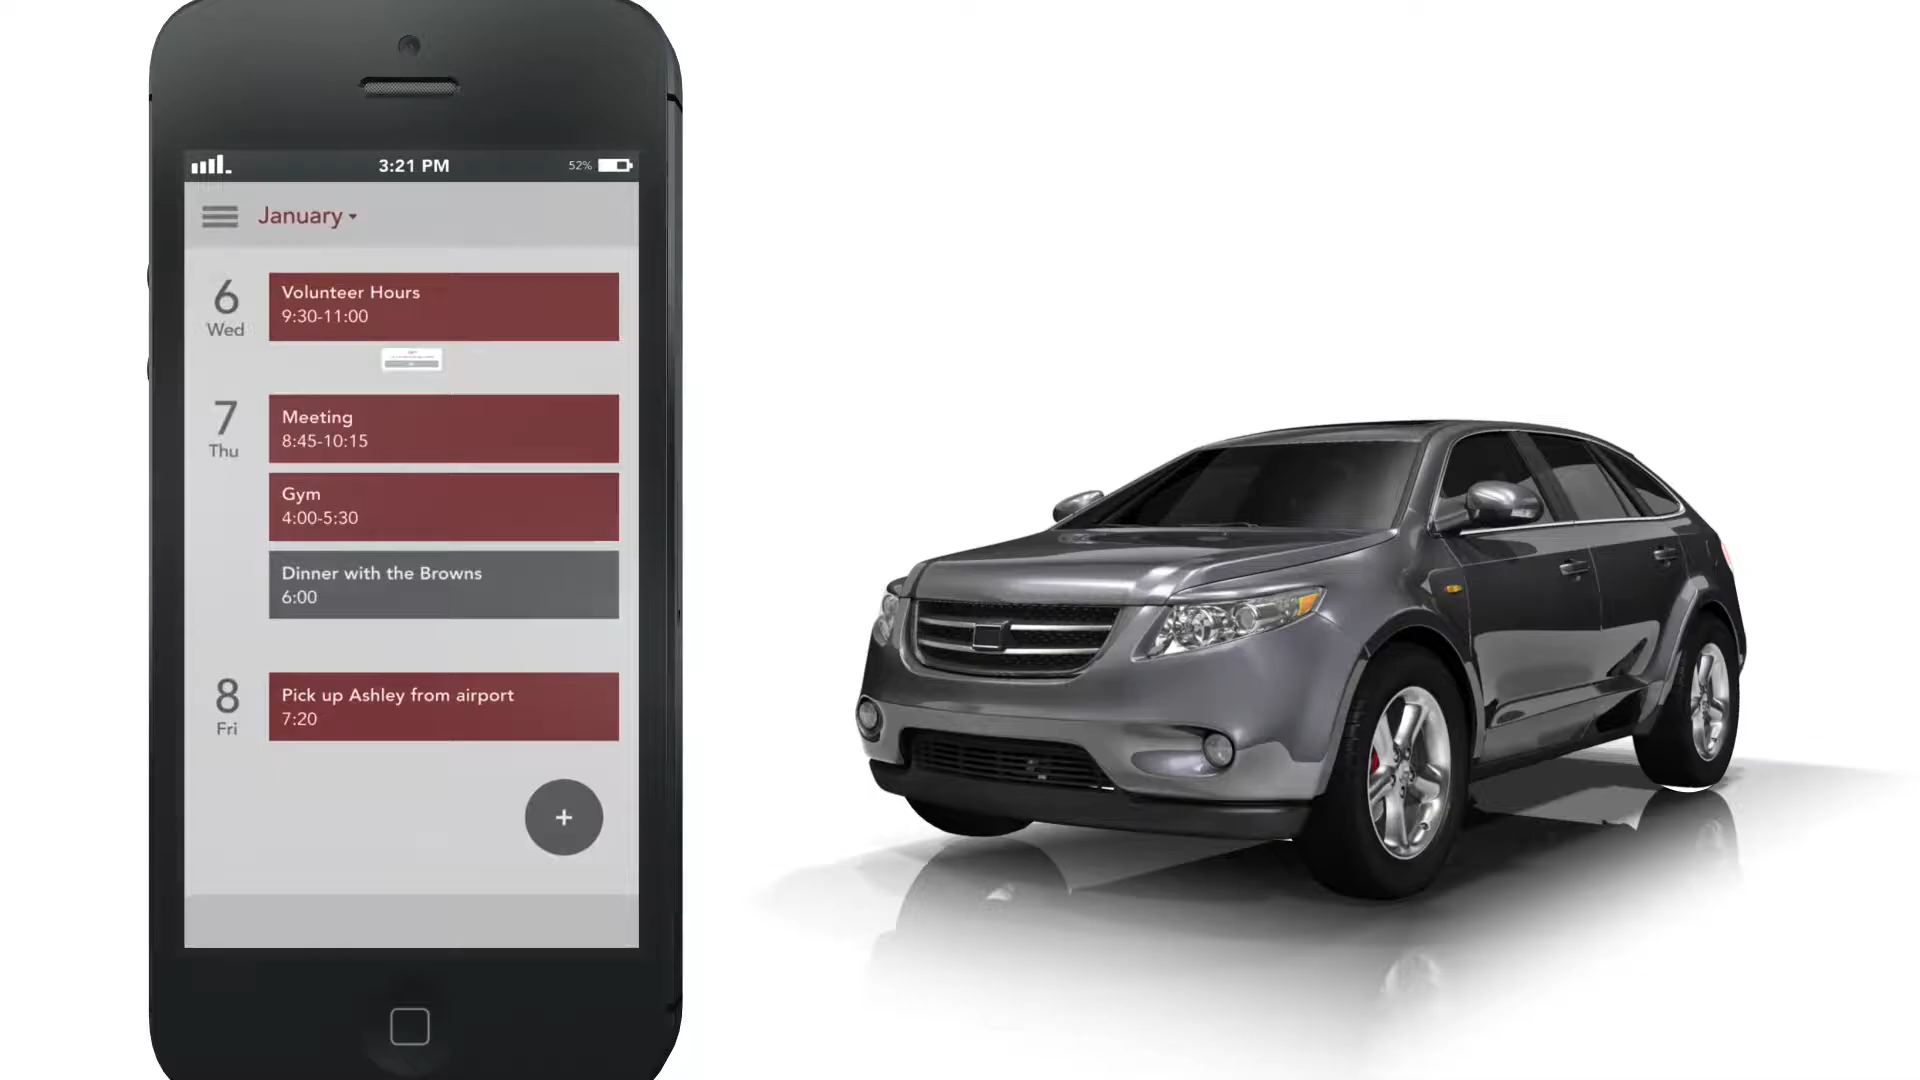 3:21 PM
52%
January
6
Wed
Volunteer Hours
9:30-11:00
7
Thu
Meeting
8:45-10:15
Gym
4:00-5:30
Dinner with the Browns
6:00
8
Fri
Pick up Ashley from airport
7:20
+